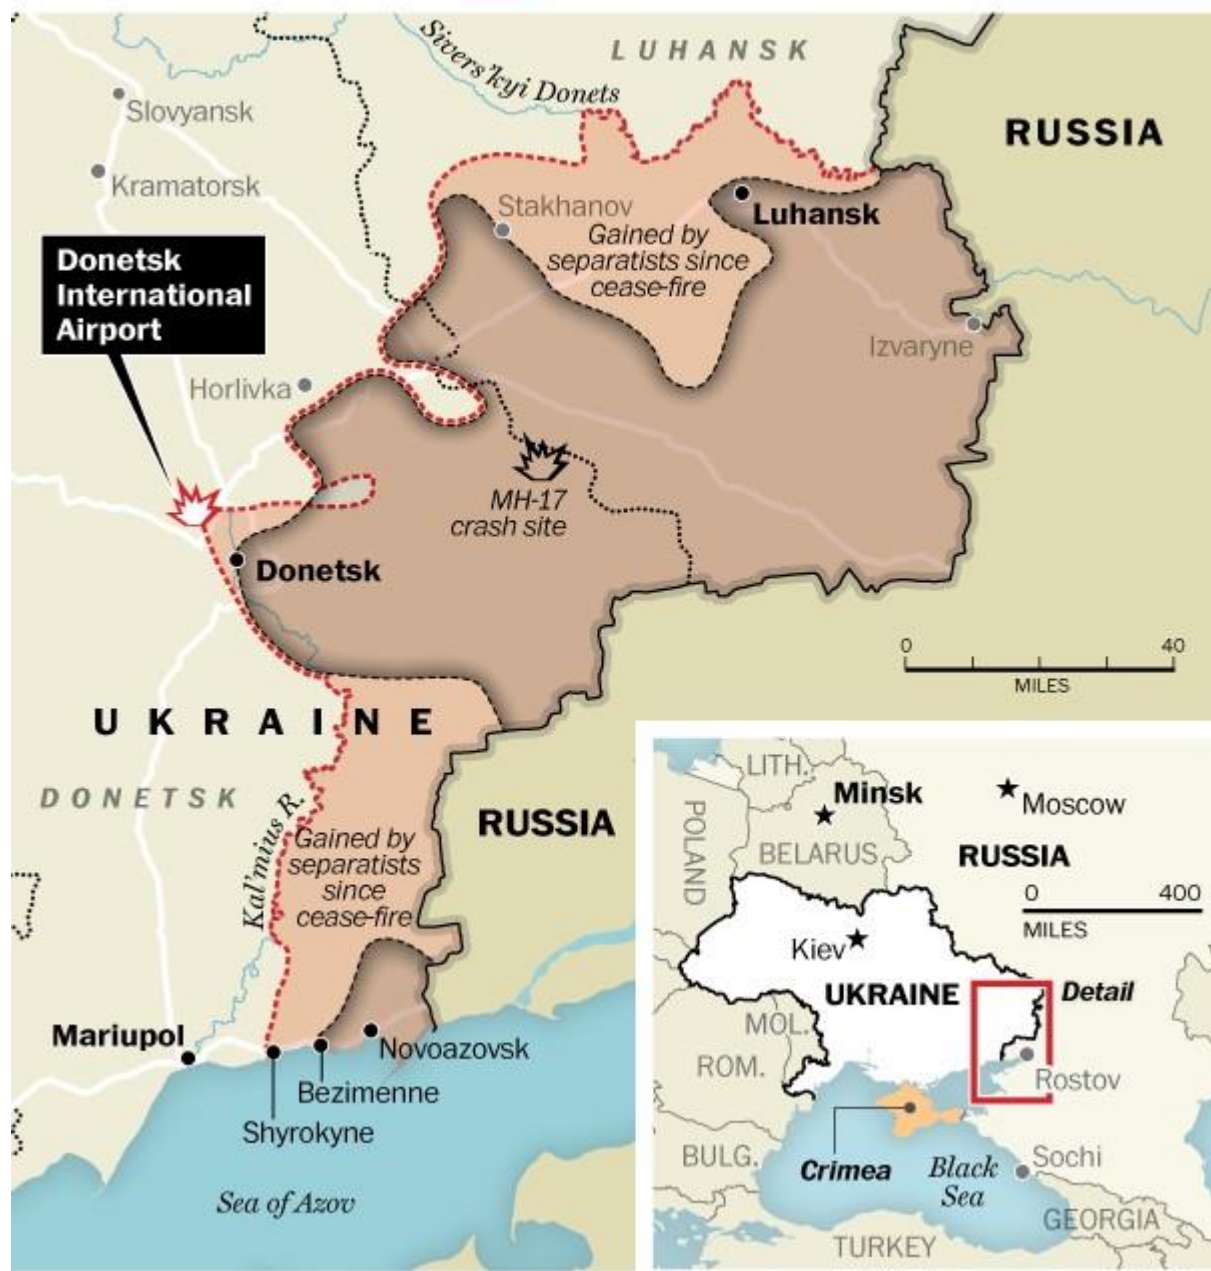 Sivers'kyi Donets
LUHANSK
Slovyansk
RUSSIA
Kramatorsk
Stakhanov
Luhansk
Gained by
separatists since
cease-fire
Donetsk
International
Airport
Izvaryne
Horlivka
MH-17
crash site
Donetsk
0 40
MILES
UKRAINE
DONETSK
Kal'mius R.
RUSSIA
Gained by
separatists
since
cease-fire
Mariupol
Novoazovsk
Bezimenne
Shyrokyne
Sea of Azov
LITH.
Minsk
Moscow
POLAND
BELARUS
RUSSIA
0 400
MILES
Kiev
UKRAINE
Detail
MOL.
ROM.
Rostov
BULG.
Crimea
Black
Sea
Sochi
GEORGIA
TURKEY